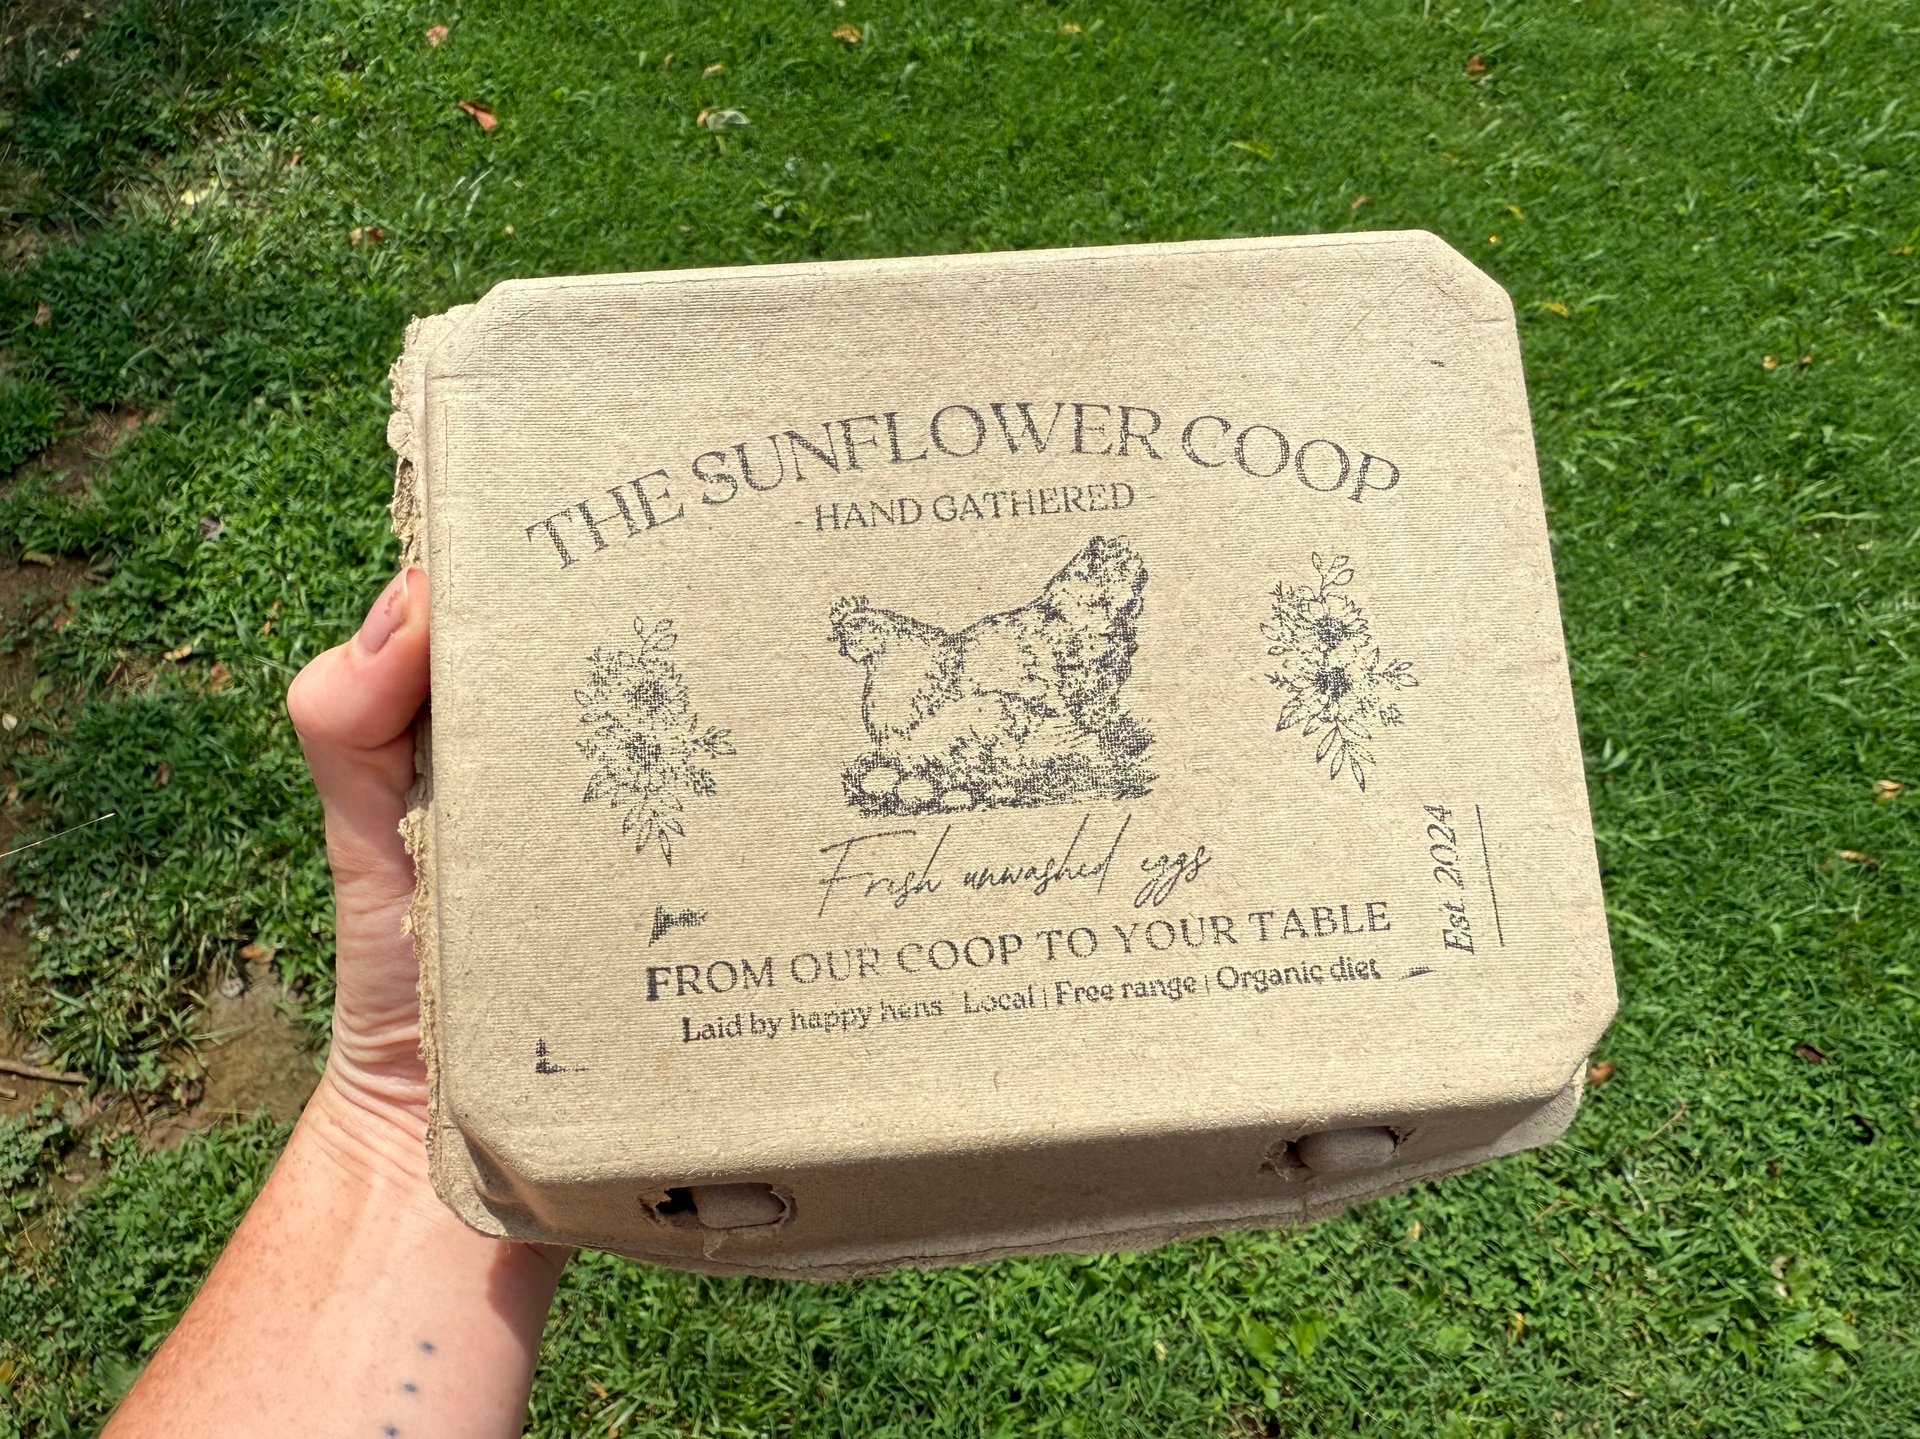 THE SUNFLOWER COOP
- HAND GATHERED -
Fresh unwashed eggs
FROM OUR COOP TO YOUR TABLE
Laid by happy hens Local | Free range | Organic diet
Est. 2024